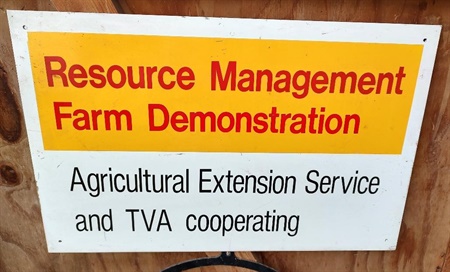 Resource Management
Farm Demonstration
Agricultural Extension Service
and TVA cooperating